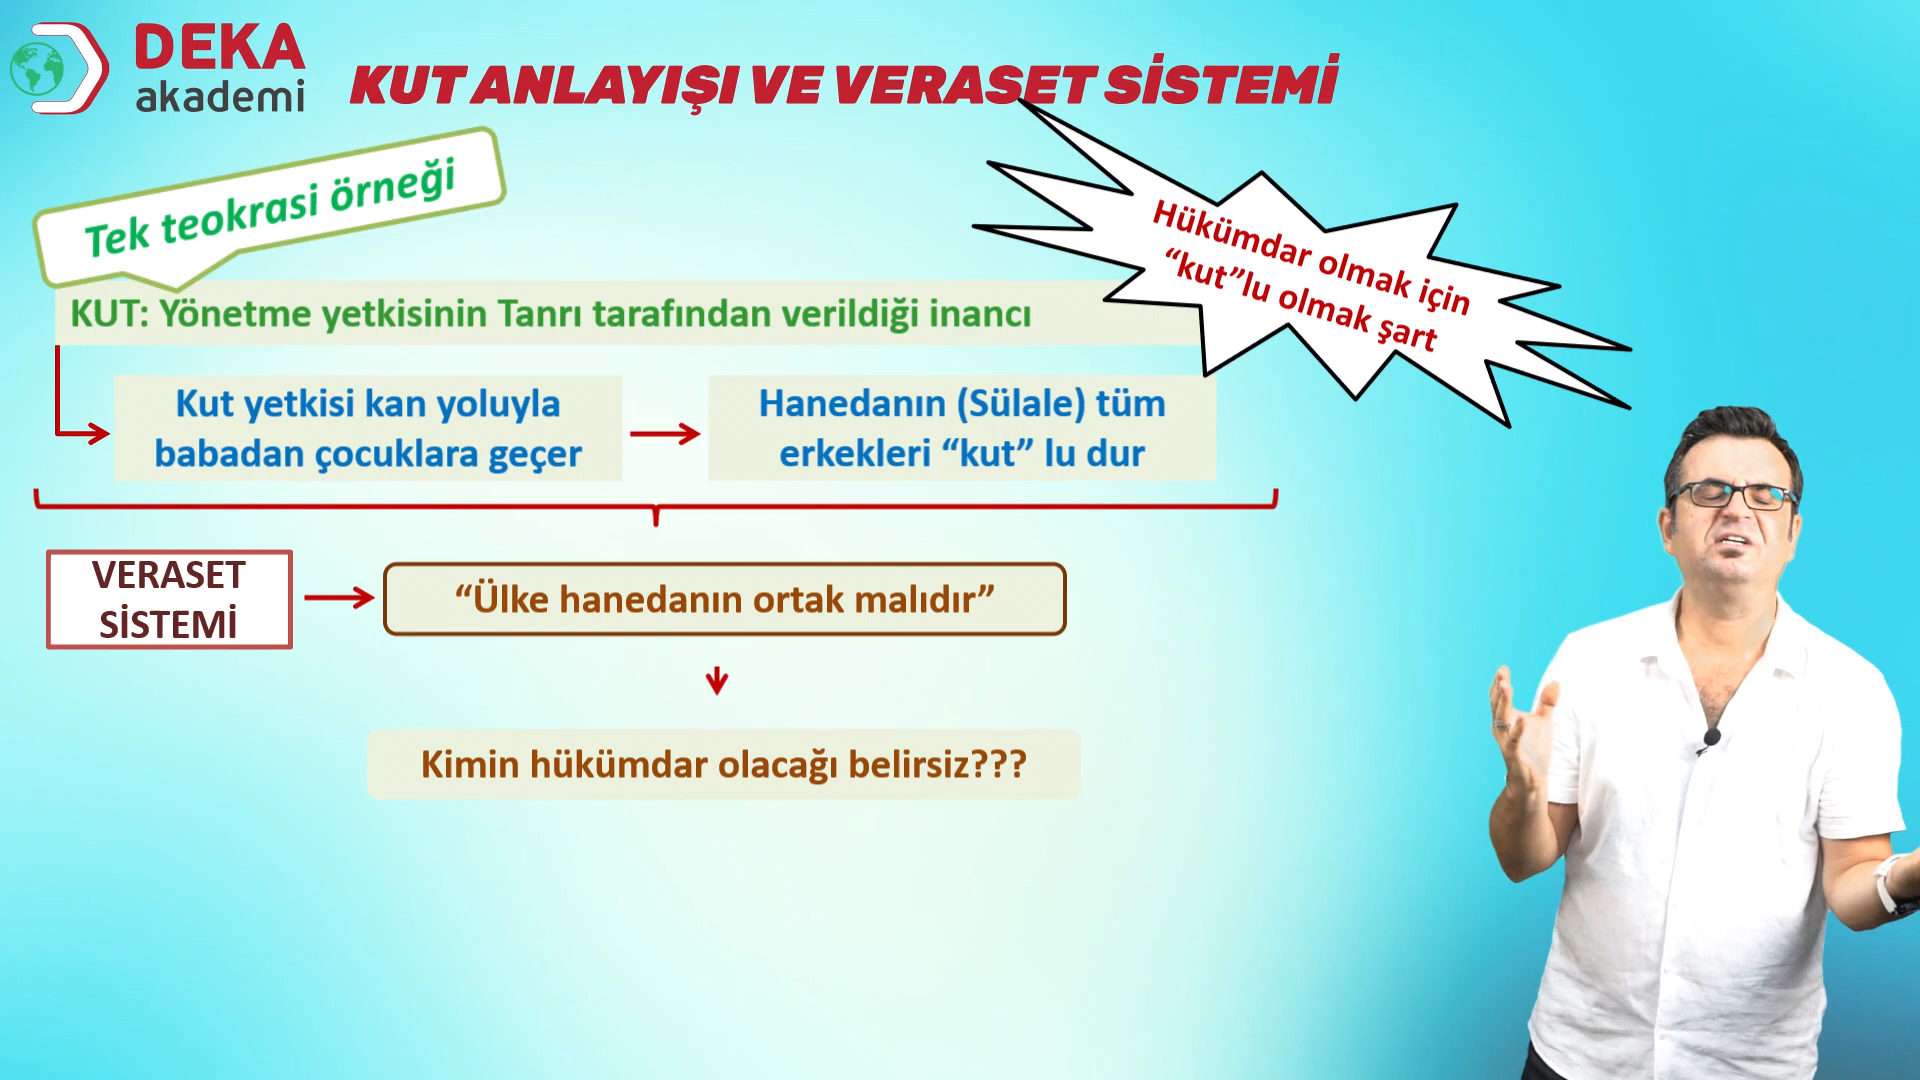 DEKA
akademi
KUT ANLAYIŞI VE VERASET SİSTEMİ
Tek teokrasi örneği
Hükümdar olmak için
“kut”lu olmak şart
KUT: Yönetme yetkisinin Tanrı tarafından verildiği inancı
Kut yetkisi kan yoluyla
babadan çocuklara geçer
Hanedanın (Sülale) tüm
erkekleri “kut” lu dur
VERASET
SİSTEMİ
“Ülke hanedanın ortak malıdır”
Kimin hükümdar olacağı belirsiz???